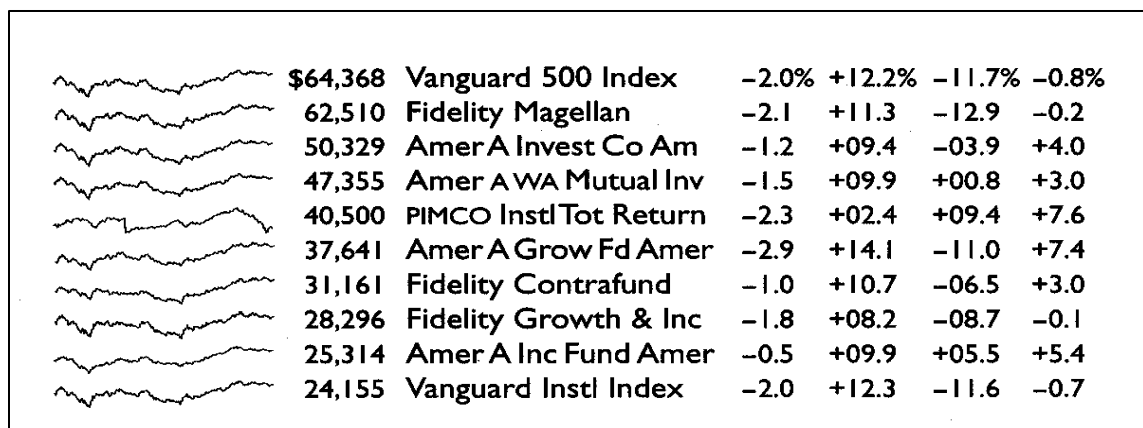 $64,368 Vanguard 500 Index −2.0% +12.2% −11.7% −0.8%
62,510 Fidelity Magellan −2.1 +11.3 −12.9 −0.2
50,329 Amer A Invest Co Am −1.2 +09.4 −03.9 +4.0
47,355 Amer A WA Mutual Inv −1.5 +09.9 +00.8 +3.0
40,500 PIMCO Instl Tot Return −2.3 +02.4 +09.4 +7.6
37,641 Amer A Grow Fd Amer −2.9 +14.1 −11.0 +7.4
31,161 Fidelity Contrafund −1.0 +10.7 −06.5 +3.0
28,296 Fidelity Growth & Inc −1.8 +08.2 −08.7 −0.1
25,314 Amer A Inc Fund Amer −0.5 +09.9 +05.5 +5.4
24,155 Vanguard Instl Index −2.0 +12.3 −11.6 −0.7